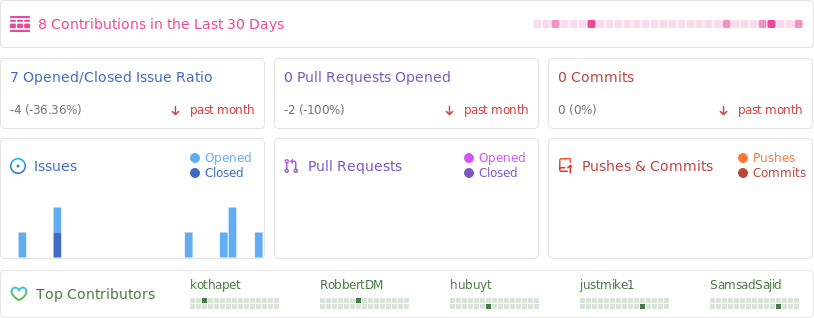 8 Contributions in the Last 30 Days
7 Opened/Closed Issue Ratio
-4 (-36.36%) ↓ past month
0 Pull Requests Opened
-2 (-100%) ↓ past month
0 Commits
0 (0%) ↓ past month
Issues
Opened
Closed
Pull Requests
Opened
Closed
Pushes & Commits
Pushes
Commits
Top Contributors
kothapet
RobbertDM
hubuyt
justmike1
SamsadSajid